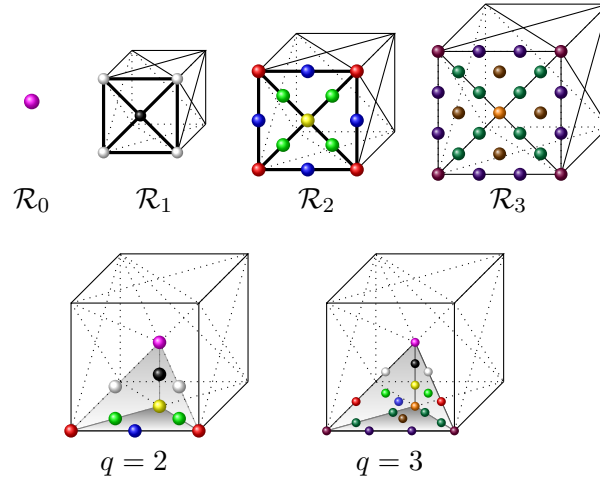 R₀ R₁ R₂ R₃
q = 2 q = 3